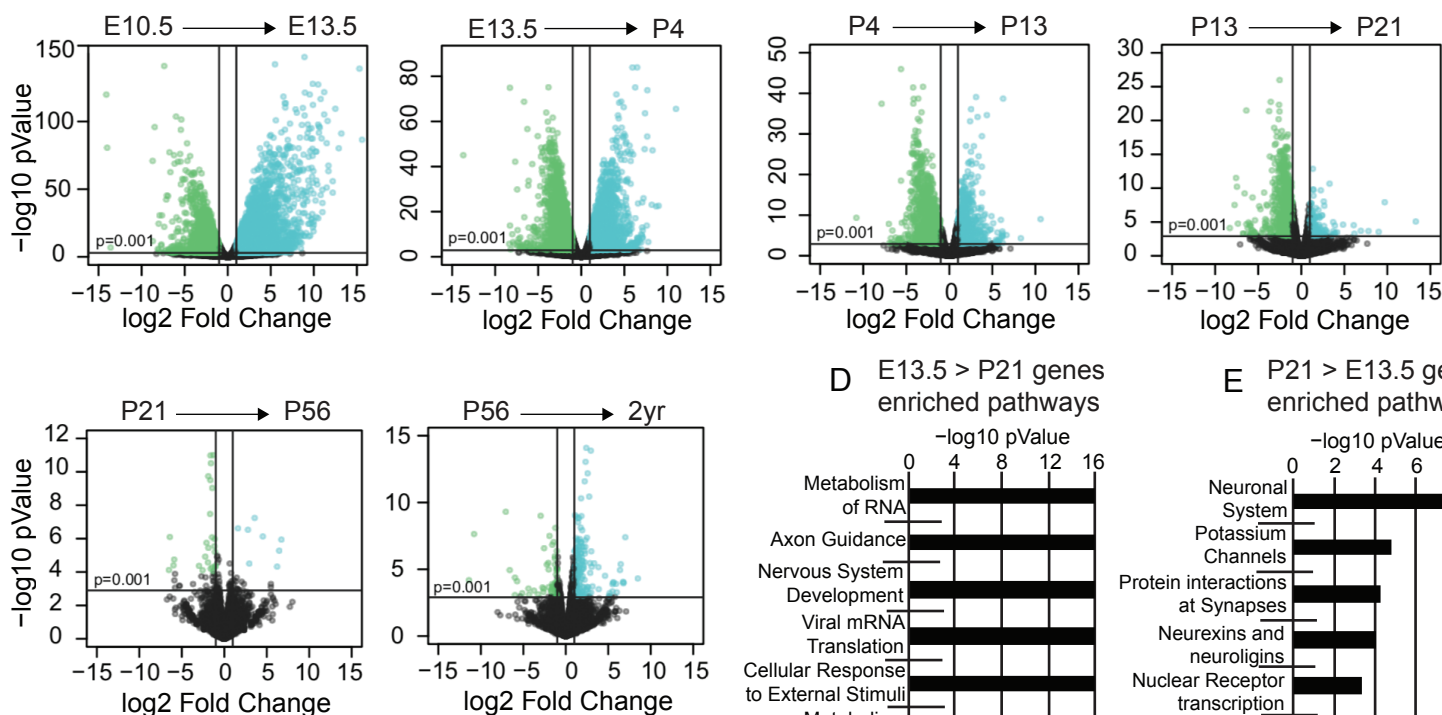 E10.5 E13.5
150
100
50
0
−log10 pValue
p=0.001
−15 −10 −5 0 5 10 15
log2 Fold Change
E13.5 P4
80
60
40
20
0
p=0.001
−15 −10 −5 0 5 10 15
log2 Fold Change
P4 P13
50
40
30
20
10
0
p=0.001
−15 −10 −5 0 5 10 15
log2 Fold Change
P13 P21
30
25
20
15
10
5
0
p=0.001
−15 −10 −5 0 5 10 15
log2 Fold Change
P21 P56
12
10
8
6
4
2
0
−log10 pValue
p=0.001
−15 −10 −5 0 5 10 15
log2 Fold Change
P56 2yr
15
10
5
0
p=0.001
−15 −10 −5 0 5 10 15
log2 Fold Change
D E13.5 > P21 genes
enriched pathways
−log10 pValue
0 4 8 12 16
Metabolism
of RNA
Axon Guidance
Nervous System
Development
Viral mRNA
Translation
Cellular Response
to External Stimuli
E P21 > E13.5 ge
enriched pathw
−log10 pValue
0 2 4 6
Neuronal
System
Potassium
Channels
Protein interactions
at Synapses
Neurexins and
neuroligins
Nuclear Receptor
transcription